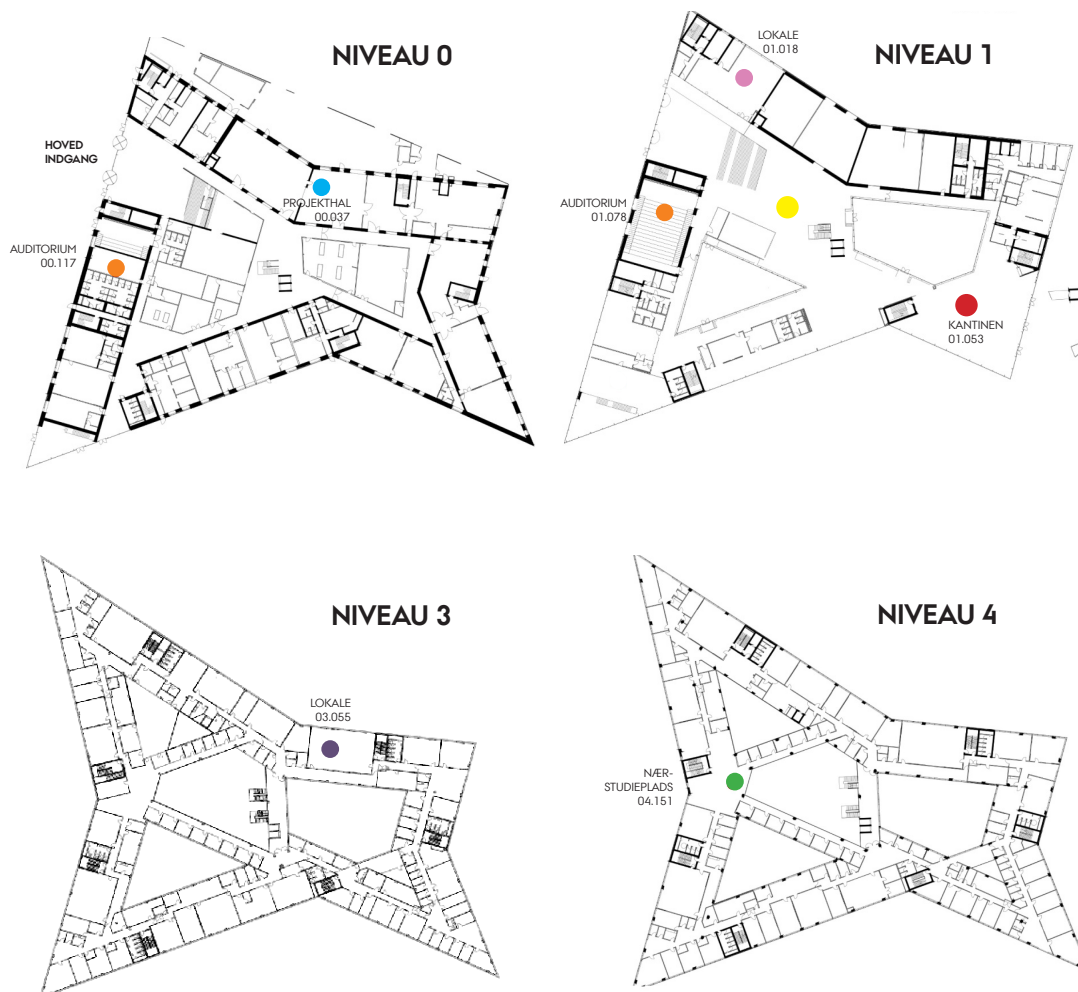 NIVEAU 0
HOVED
INDGANG
PROJEKTHAL
00.037
AUDITORIUM
00.117
LOKALE
01.018
NIVEAU 1
AUDITORIUM
01.078
KANTINEN
01.053
NIVEAU 3
LOKALE
03.055
NIVEAU 4
NÆR-
STUDIEPLADS
04.151